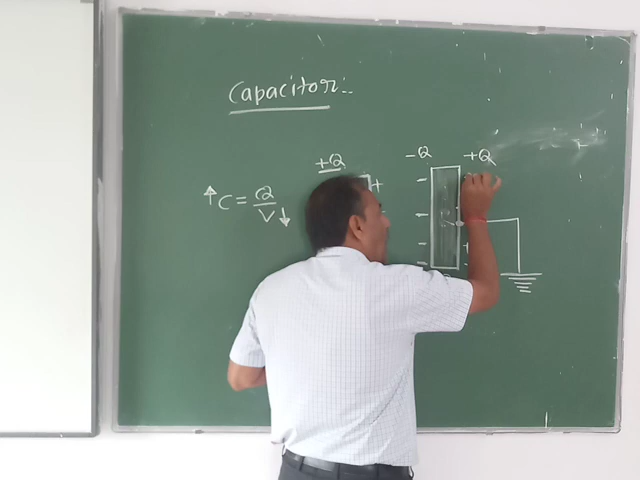 Capacitor:-
+Q
-Q
+Q
↑C = Q/V↓
+